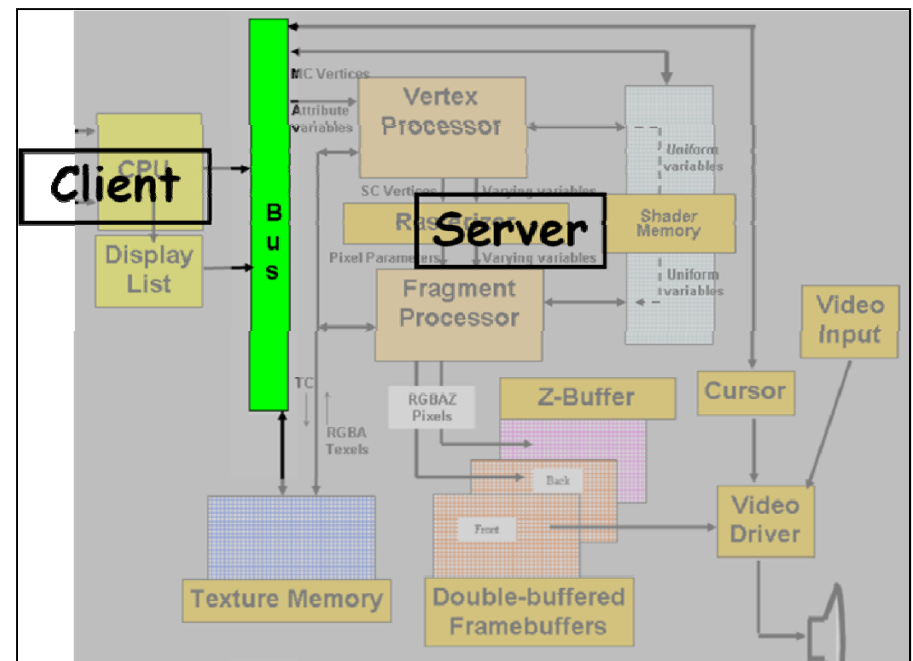 MC Vertices
Vertex
Processor
Attribute
variables
Uniform
variables
CPU
Client
SC Vertices
Varying variables
B
u
s
Rasterizer
Server
Shader
Memory
Display
List
Pixel Parameters
Varying variables
Uniform
variables
Fragment
Processor
Video
Input
TC
RGBAZ
Pixels
Z-Buffer
Cursor
RGBA
Texels
Back
Front
Video
Driver
Texture Memory
Double-buffered
Framebuffers